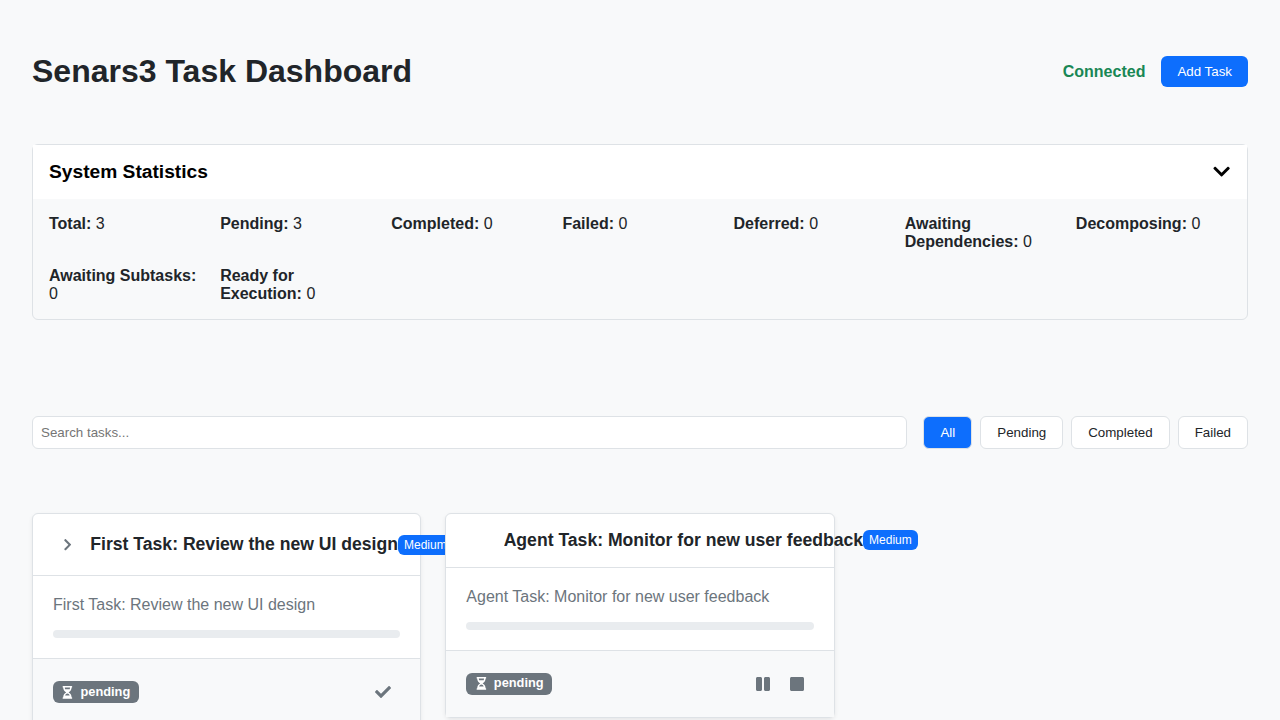 Senars3 Task Dashboard
Connected
Add Task
System Statistics
Total: 3
Pending: 3
Completed: 0
Failed: 0
Deferred: 0
Awaiting
Dependencies: 0
Decomposing: 0
Awaiting Subtasks:
0
Ready for
Execution: 0
Search tasks...
All
Pending
Completed
Failed
First Task: Review the new UI design
Medium
First Task: Review the new UI design
pending
Agent Task: Monitor for new user feedback
Medium
Agent Task: Monitor for new user feedback
pending